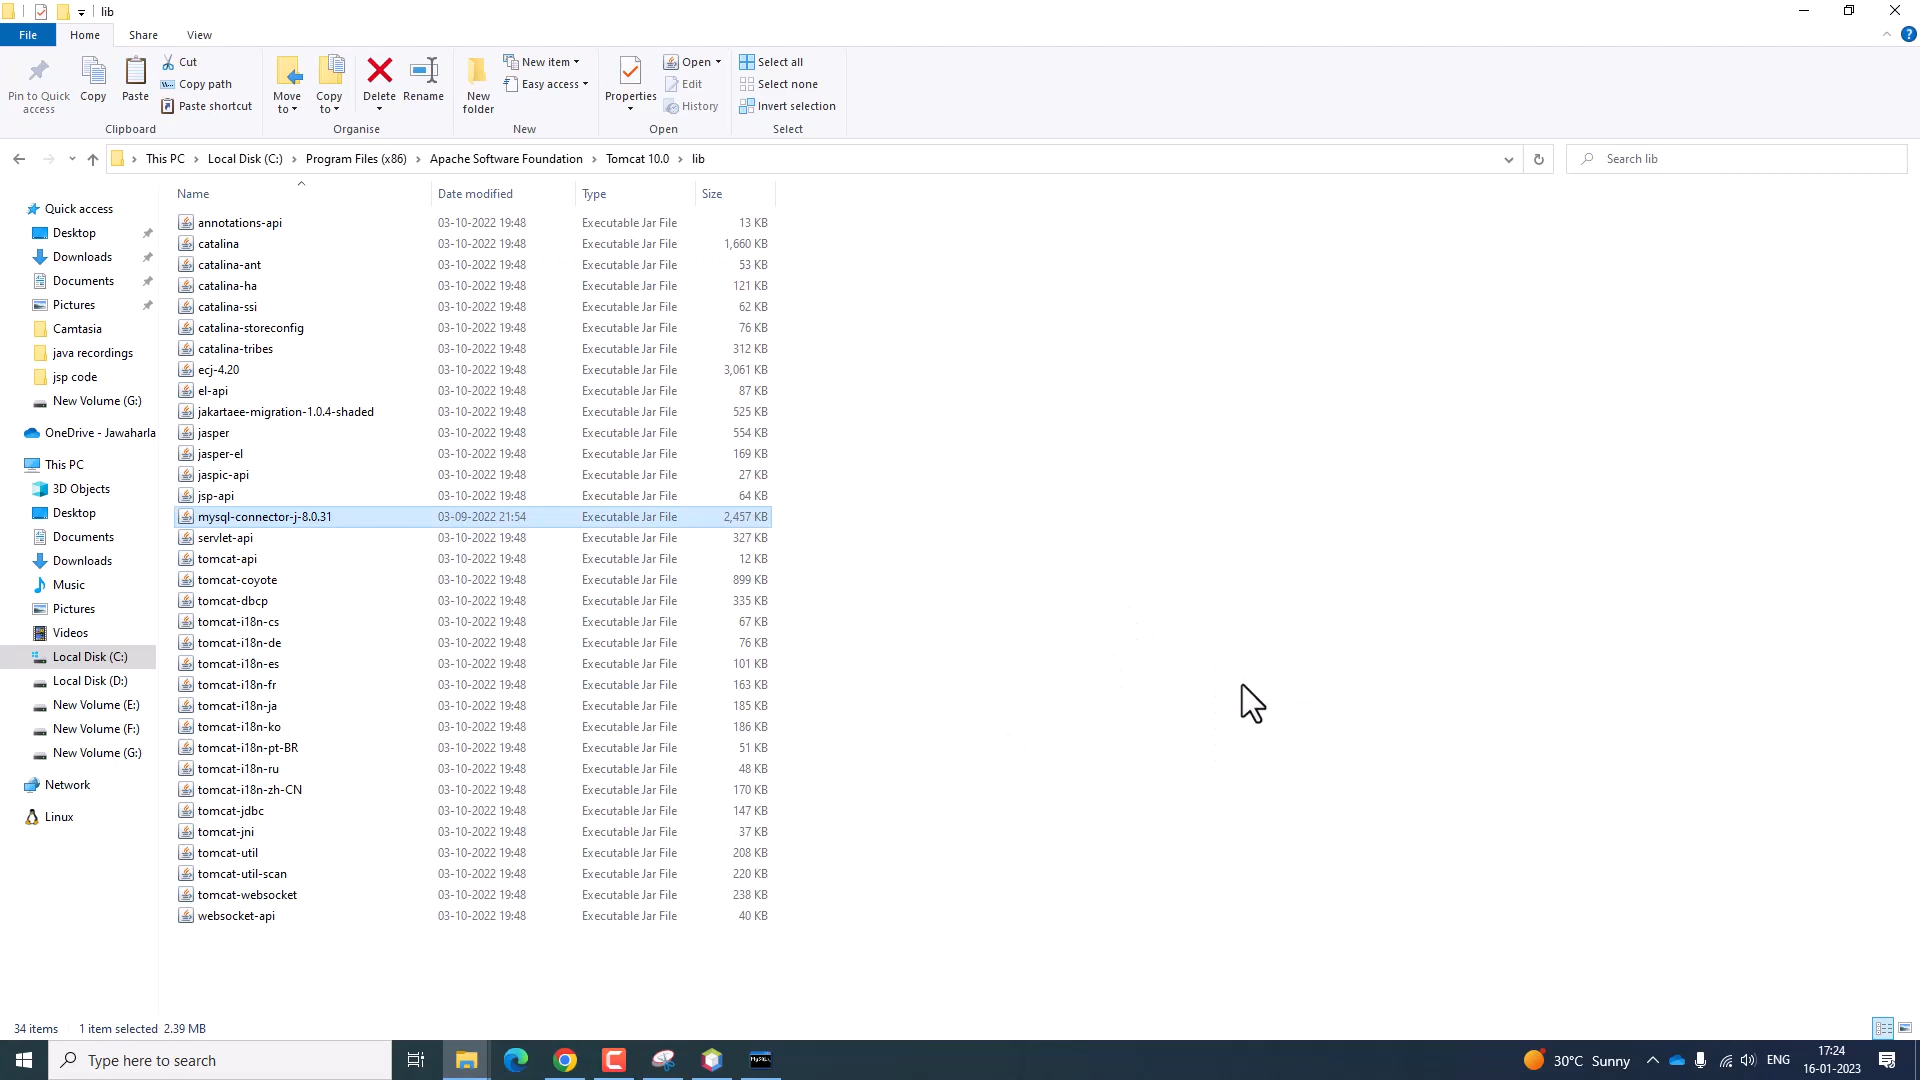 lib
File Home Share View
Pin to Quick access
Copy
Paste
Cut
Copy path
Paste shortcut
Clipboard
Move to
Copy to
Delete
Rename
Organise
New folder
New item
Easy access
New
Properties
Open
Edit
History
Open
Select all
Select none
Invert selection
Select
This PC > Local Disk (C:) > Program Files (x86) > Apache Software Foundation > Tomcat 10.0 > lib
Search lib
Name Date modified Type Size
annotations-api 03-10-2022 19:48 Executable Jar File 13 KB
catalina 03-10-2022 19:48 Executable Jar File 1,660 KB
catalina-ant 03-10-2022 19:48 Executable Jar File 53 KB
catalina-ha 03-10-2022 19:48 Executable Jar File 121 KB
catalina-ssi 03-10-2022 19:48 Executable Jar File 62 KB
catalina-storeconfig 03-10-2022 19:48 Executable Jar File 76 KB
catalina-tribes 03-10-2022 19:48 Executable Jar File 312 KB
ecj-4.20 03-10-2022 19:48 Executable Jar File 3,061 KB
el-api 03-10-2022 19:48 Executable Jar File 87 KB
jakartaee-migration-1.0.4-shaded 03-10-2022 19:48 Executable Jar File 525 KB
jasper 03-10-2022 19:48 Executable Jar File 554 KB
jasper-el 03-10-2022 19:48 Executable Jar File 169 KB
jaspic-api 03-10-2022 19:48 Executable Jar File 27 KB
jsp-api 03-10-2022 19:48 Executable Jar File 64 KB
mysql-connector-j-8.0.31 03-09-2022 21:54 Executable Jar File 2,457 KB
servlet-api 03-10-2022 19:48 Executable Jar File 327 KB
tomcat-api 03-10-2022 19:48 Executable Jar File 12 KB
tomcat-coyote 03-10-2022 19:48 Executable Jar File 899 KB
tomcat-dbcp 03-10-2022 19:48 Executable Jar File 335 KB
tomcat-i18n-cs 03-10-2022 19:48 Executable Jar File 67 KB
tomcat-i18n-de 03-10-2022 19:48 Executable Jar File 76 KB
tomcat-i18n-es 03-10-2022 19:48 Executable Jar File 101 KB
tomcat-i18n-fr 03-10-2022 19:48 Executable Jar File 163 KB
tomcat-i18n-ja 03-10-2022 19:48 Executable Jar File 185 KB
tomcat-i18n-ko 03-10-2022 19:48 Executable Jar File 186 KB
tomcat-i18n-pt-BR 03-10-2022 19:48 Executable Jar File 51 KB
tomcat-i18n-ru 03-10-2022 19:48 Executable Jar File 48 KB
tomcat-i18n-zh-CN 03-10-2022 19:48 Executable Jar File 170 KB
tomcat-jdbc 03-10-2022 19:48 Executable Jar File 147 KB
tomcat-jni 03-10-2022 19:48 Executable Jar File 37 KB
tomcat-util 03-10-2022 19:48 Executable Jar File 208 KB
tomcat-util-scan 03-10-2022 19:48 Executable Jar File 220 KB
tomcat-websocket 03-10-2022 19:48 Executable Jar File 238 KB
websocket-api 03-10-2022 19:48 Executable Jar File 40 KB
Quick access
Desktop
Downloads
Documents
Pictures
Camtasia
java recordings
jsp code
New Volume (G:)
OneDrive - Jawaharla
This PC
3D Objects
Desktop
Documents
Downloads
Music
Pictures
Videos
Local Disk (C:)
Local Disk (D:)
New Volume (E:)
New Volume (F:)
New Volume (G:)
Network
Linux
34 items 1 item selected 2.39 MB
Type here to search
30°C Sunny
ENG
17:24
16-01-2023